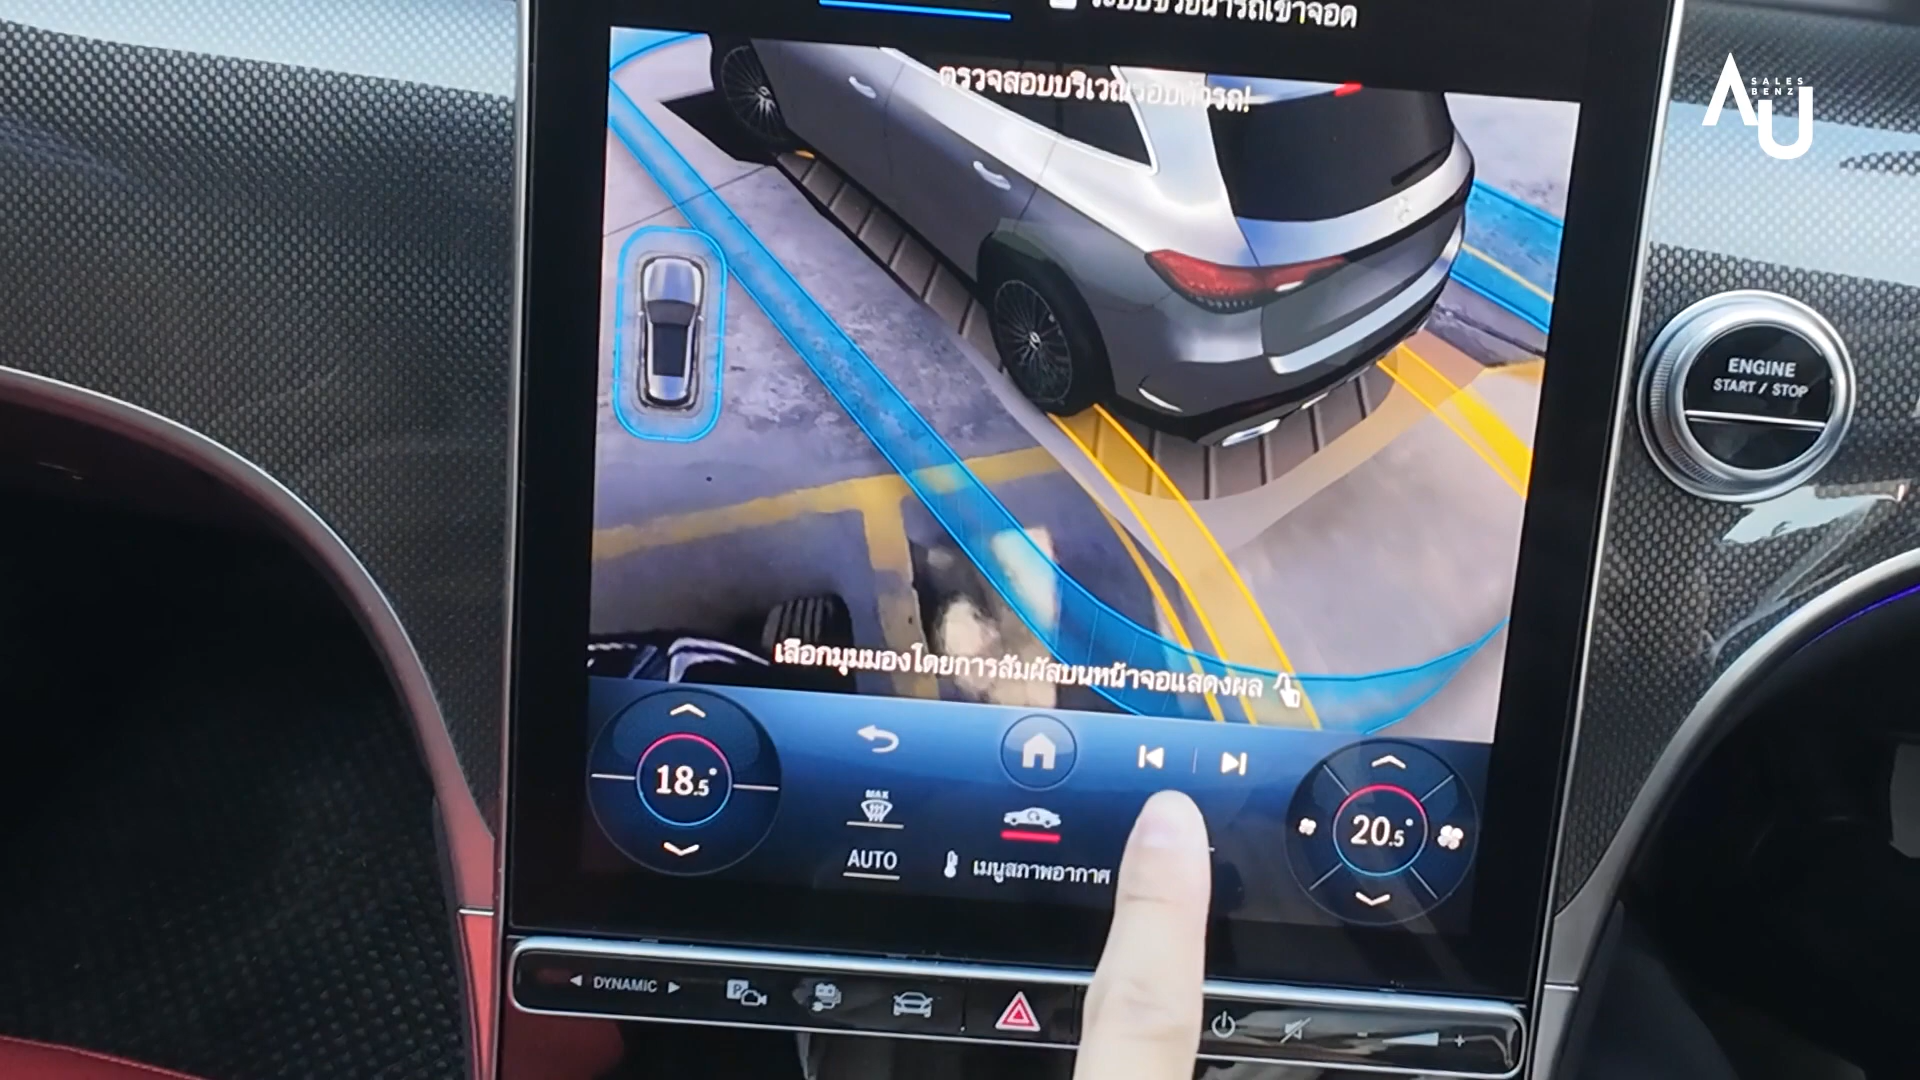 ระบบช่วยนำรถเข้าจอด
SALES
BENZ
AU
ตรวจสอบบริเวณรอบตัวรถ!
ENGINE
START / STOP
เลือกมุมมองโดยการสัมผัสบนหน้าจอแสดงผล
18.5°
MAX
20.5°
AUTO
เมนูสภาพอากาศ
DYNAMIC
P